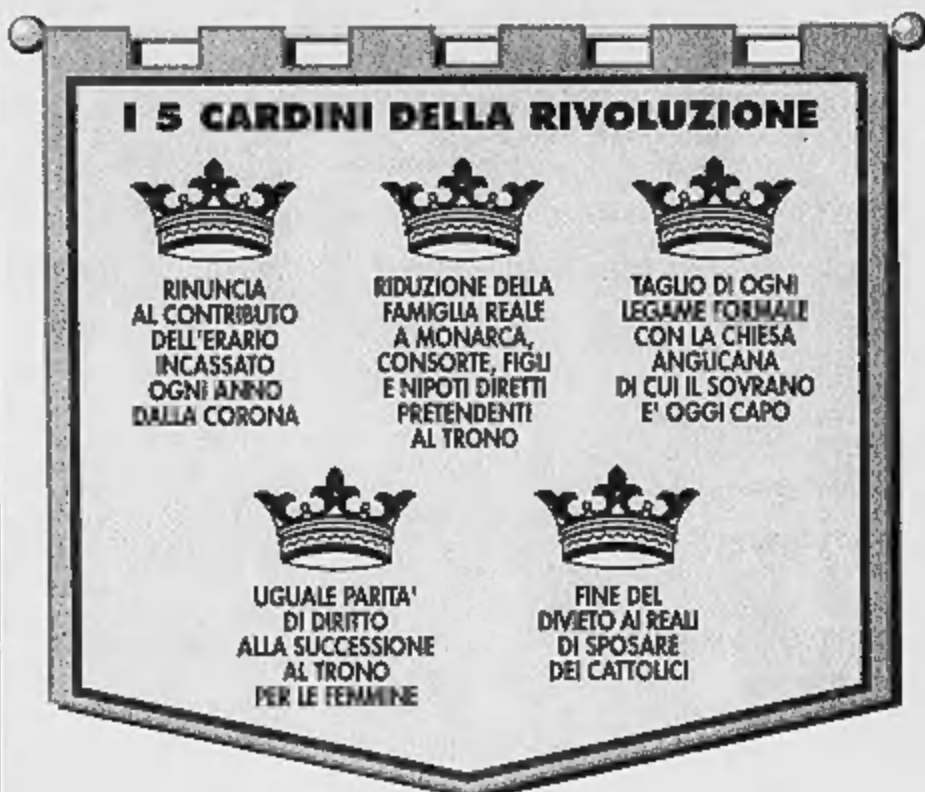 I 5 CARDINI DELLA RIVOLUZIONE
RINUNCIA
AL CONTRIBUTO
DELL'ERARIO
INCASSATO
OGNI ANNO
DALLA CORONA
RIDUZIONE DELLA
FAMIGLIA REALE
A MONARCA,
CONSORTE, FIGLI
E NIPOTI DIRETTI
PRETENDENTI
AL TRONO
TAGLIO DI OGNI
LEGAME FORMALE
CON LA CHIESA
ANGLICANA
DI CUI IL SOVRANO
E' OGGI CAPO
UGUALE PARITA'
DI DIRITTO
ALLA SUCCESSIONE
AL TRONO
PER LE FEMMINE
FINE DEL
DIVIETO AI REALI
DI SPOSARE
DEI CATTOLICI